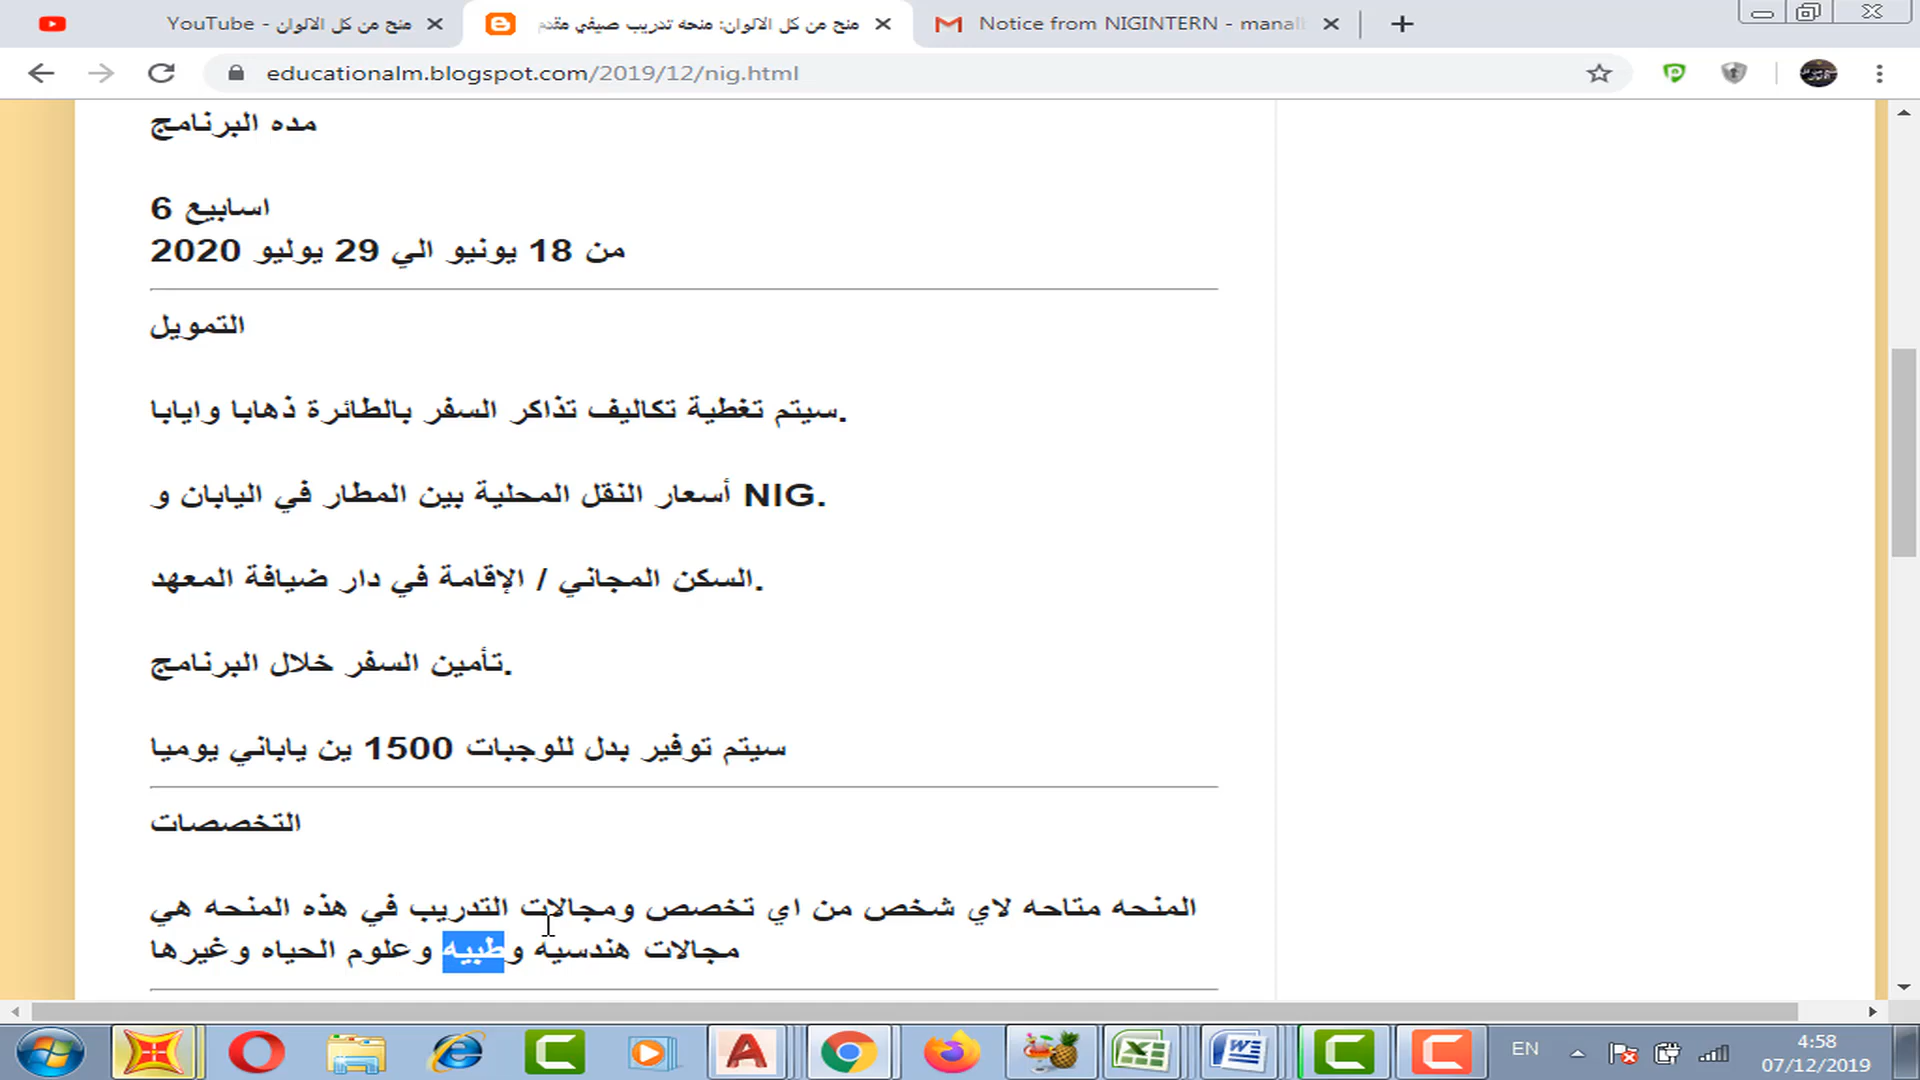 منح من كل الالوان - YouTube
منح من كل الالوان: منحه تدريب صيفي مقدم
Notice from NIGINTERN - manal
educationalm.blogspot.com/2019/12/nig.html
مده البرنامج
6 اسابيع
من 18 يونيو الي 29 يوليو 2020
التمويل
.سيتم تغطية تكاليف تذاكر السفر بالطائرة ذهابا وايابا
أسعار النقل المحلية بين المطار في اليابان و NIG.
.السكن المجاني / الإقامة في دار ضيافة المعهد
.تأمين السفر خلال البرنامج
سيتم توفير بدل للوجبات 1500 ين ياباني يوميا
التخصصات
المنحه متاحه لاي شخص من اي تخصص ومجالات التدريب في هذه المنحه هي
مجالات هندسيه وطبيه وعلوم الحياه وغيرها
EN
4:58
07/12/2019